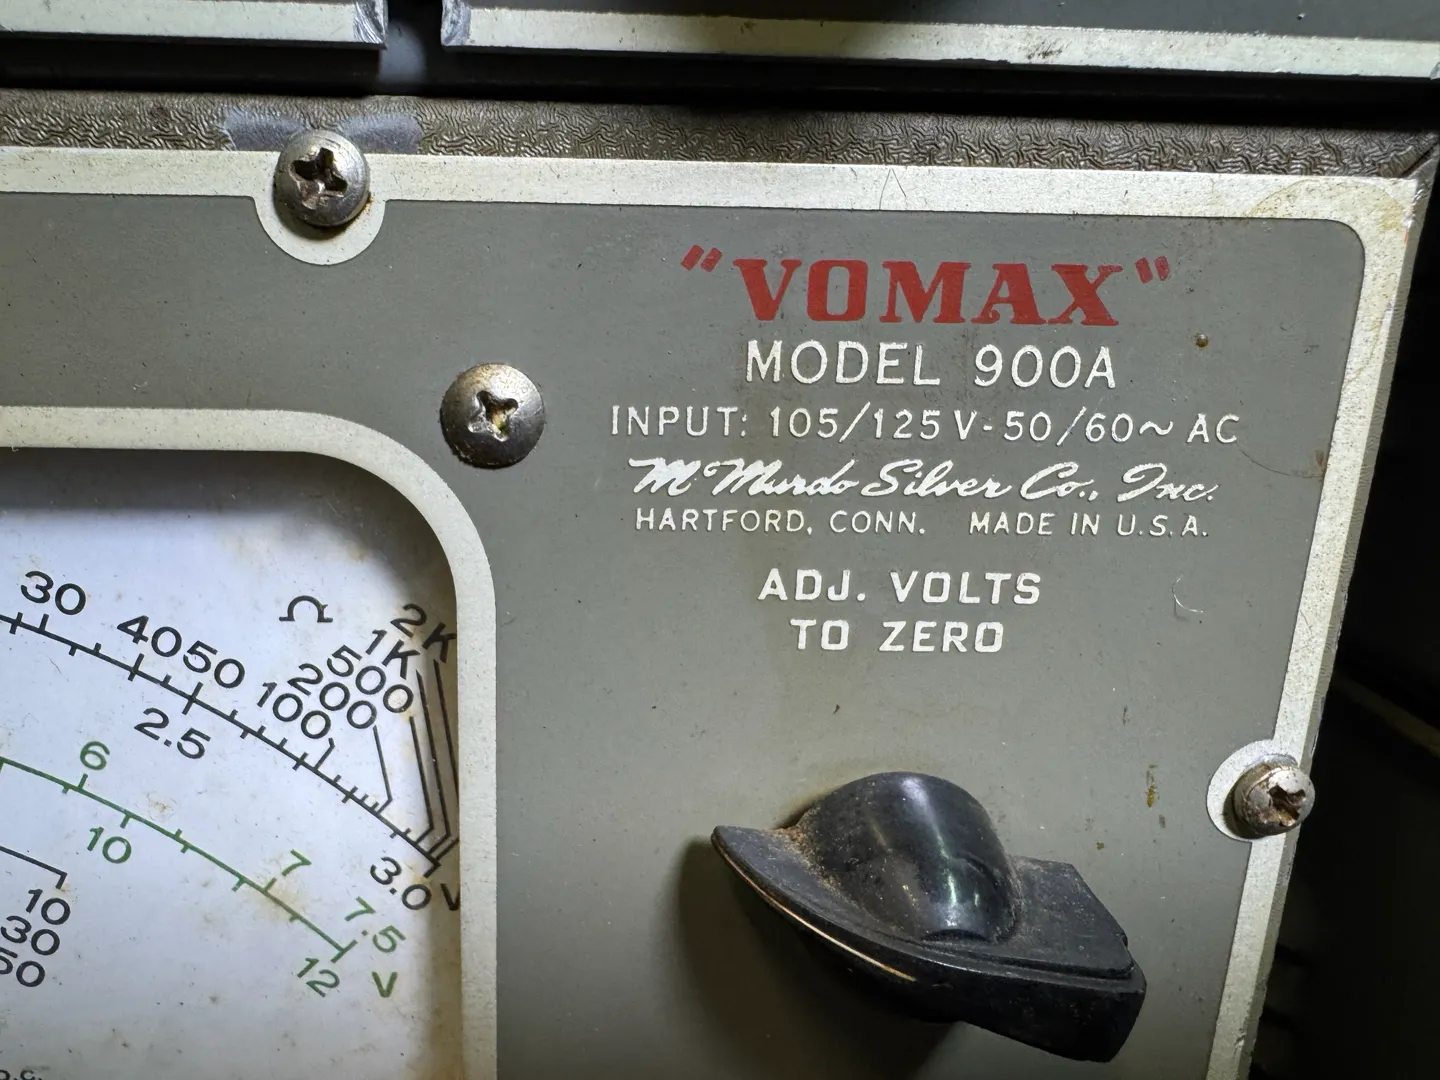 "VOMAX"
MODEL 900A
INPUT: 105/125 V-50/60~ AC
McMurdo Silver Co., Inc.
HARTFORD, CONN. MADE IN U.S.A.
ADJ. VOLTS
TO ZERO
Ω
30 40 50 100 200 500 1K 2K
2.5 3.0 V
6 7 7.5
10 12 V
10
30
D.C.